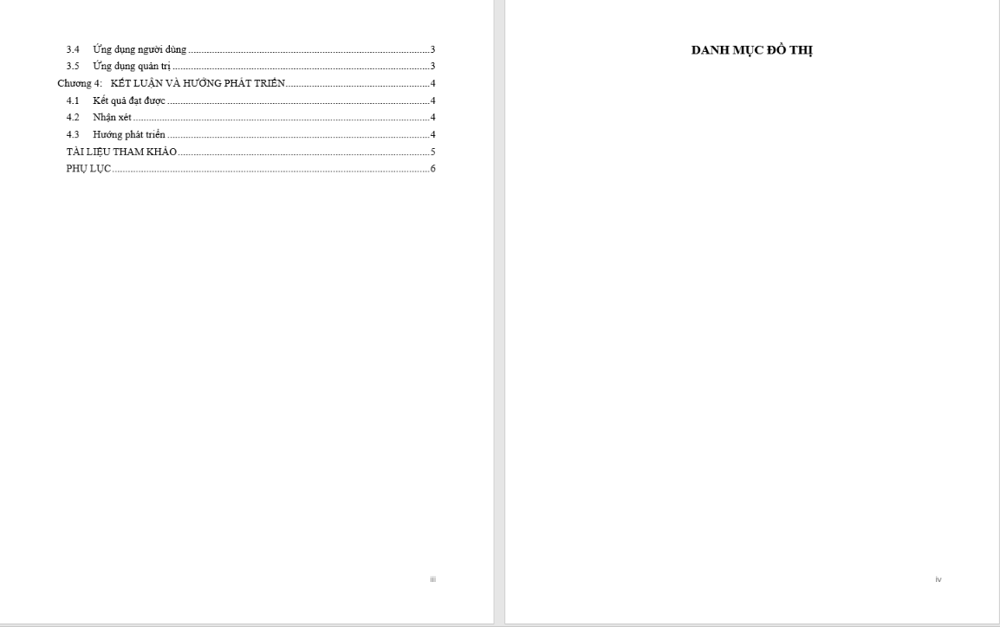 3.4 Ứng dụng người dùng ... 3
3.5 Ứng dụng quản trị ... 3
Chương 4: KẾT LUẬN VÀ HƯỚNG PHÁT TRIỂN ... 4
4.1 Kết quả đạt được ... 4
4.2 Nhận xét ... 4
4.3 Hướng phát triển ... 4
TÀI LIỆU THAM KHẢO ... 5
PHỤ LỤC ... 6
iii
DANH MỤC ĐỒ THỊ
iv